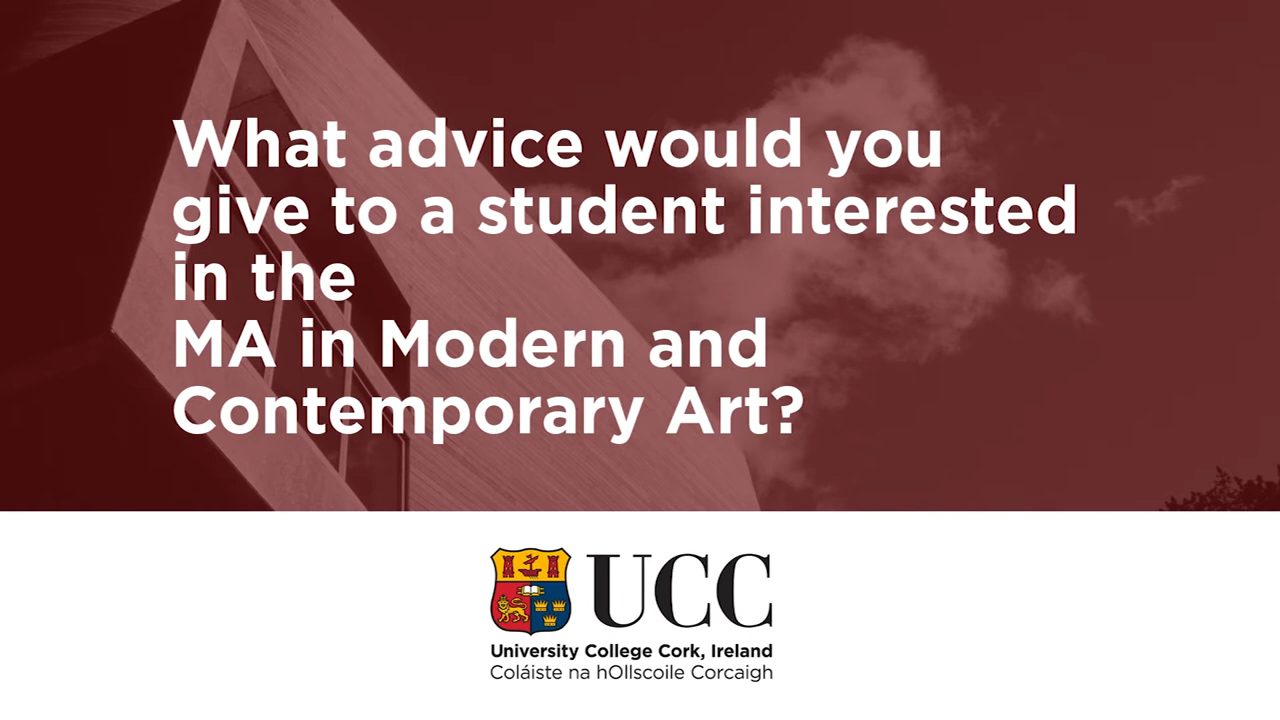 What advice would you
give to a student interested
in the
MA in Modern and
Contemporary Art?
UCC
University College Cork, Ireland
Coláiste na hOllscoile Corcaigh